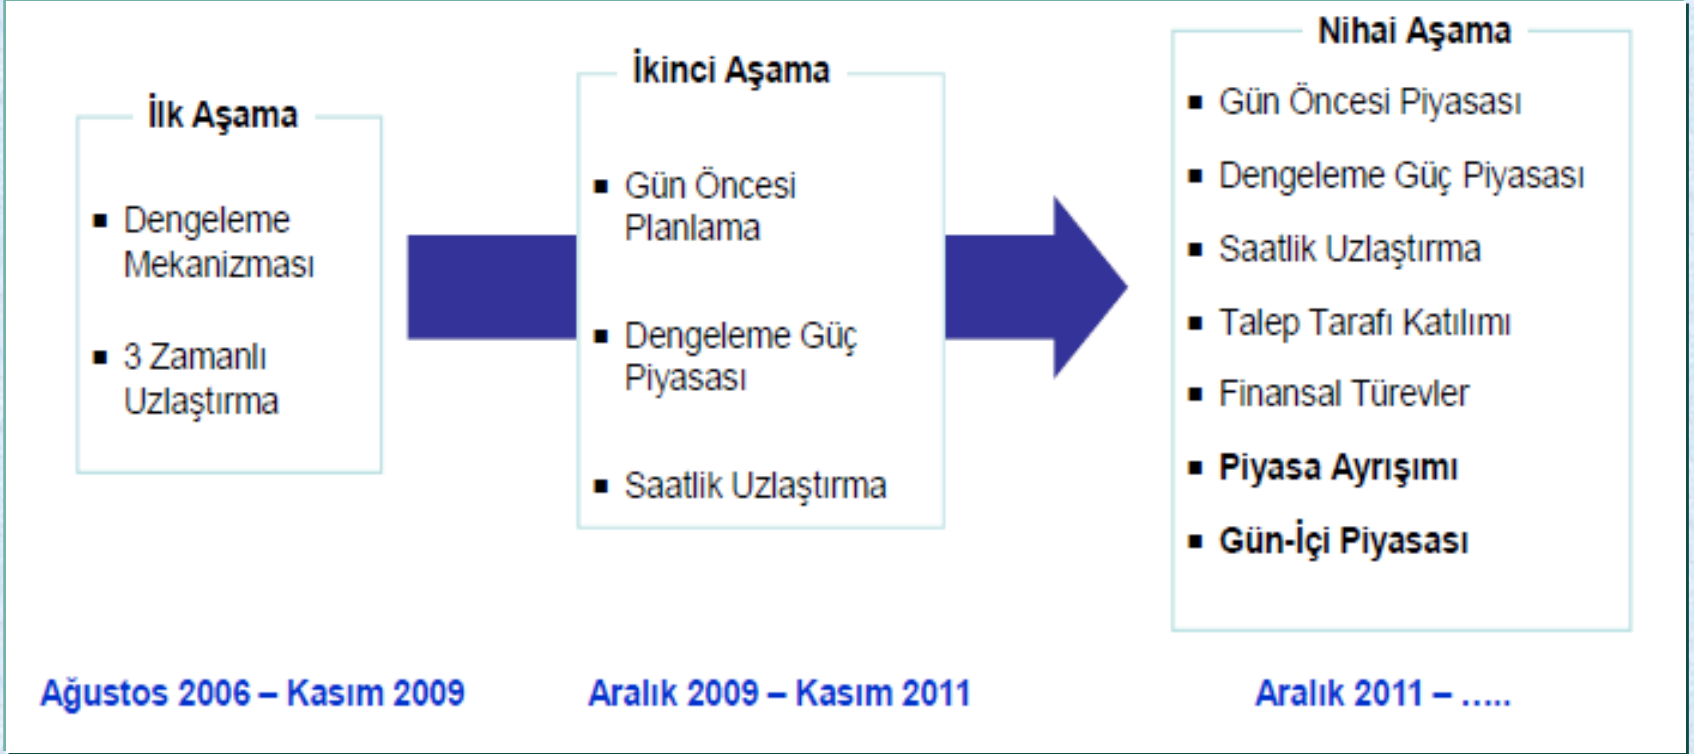 İlk Aşama
▪ Dengeleme
Mekanizması
▪ 3 Zamanlı
Uzlaştırma
Ağustos 2006 – Kasım 2009
İkinci Aşama
▪ Gün Öncesi
Planlama
▪ Dengeleme Güç
Piyasası
▪ Saatlik Uzlaştırma
Aralık 2009 – Kasım 2011
Nihai Aşama
▪ Gün Öncesi Piyasası
▪ Dengeleme Güç Piyasası
▪ Saatlik Uzlaştırma
▪ Talep Tarafı Katılımı
▪ Finansal Türevler
▪ Piyasa Ayrışımı
▪ Gün-İçi Piyasası
Aralık 2011 – …..